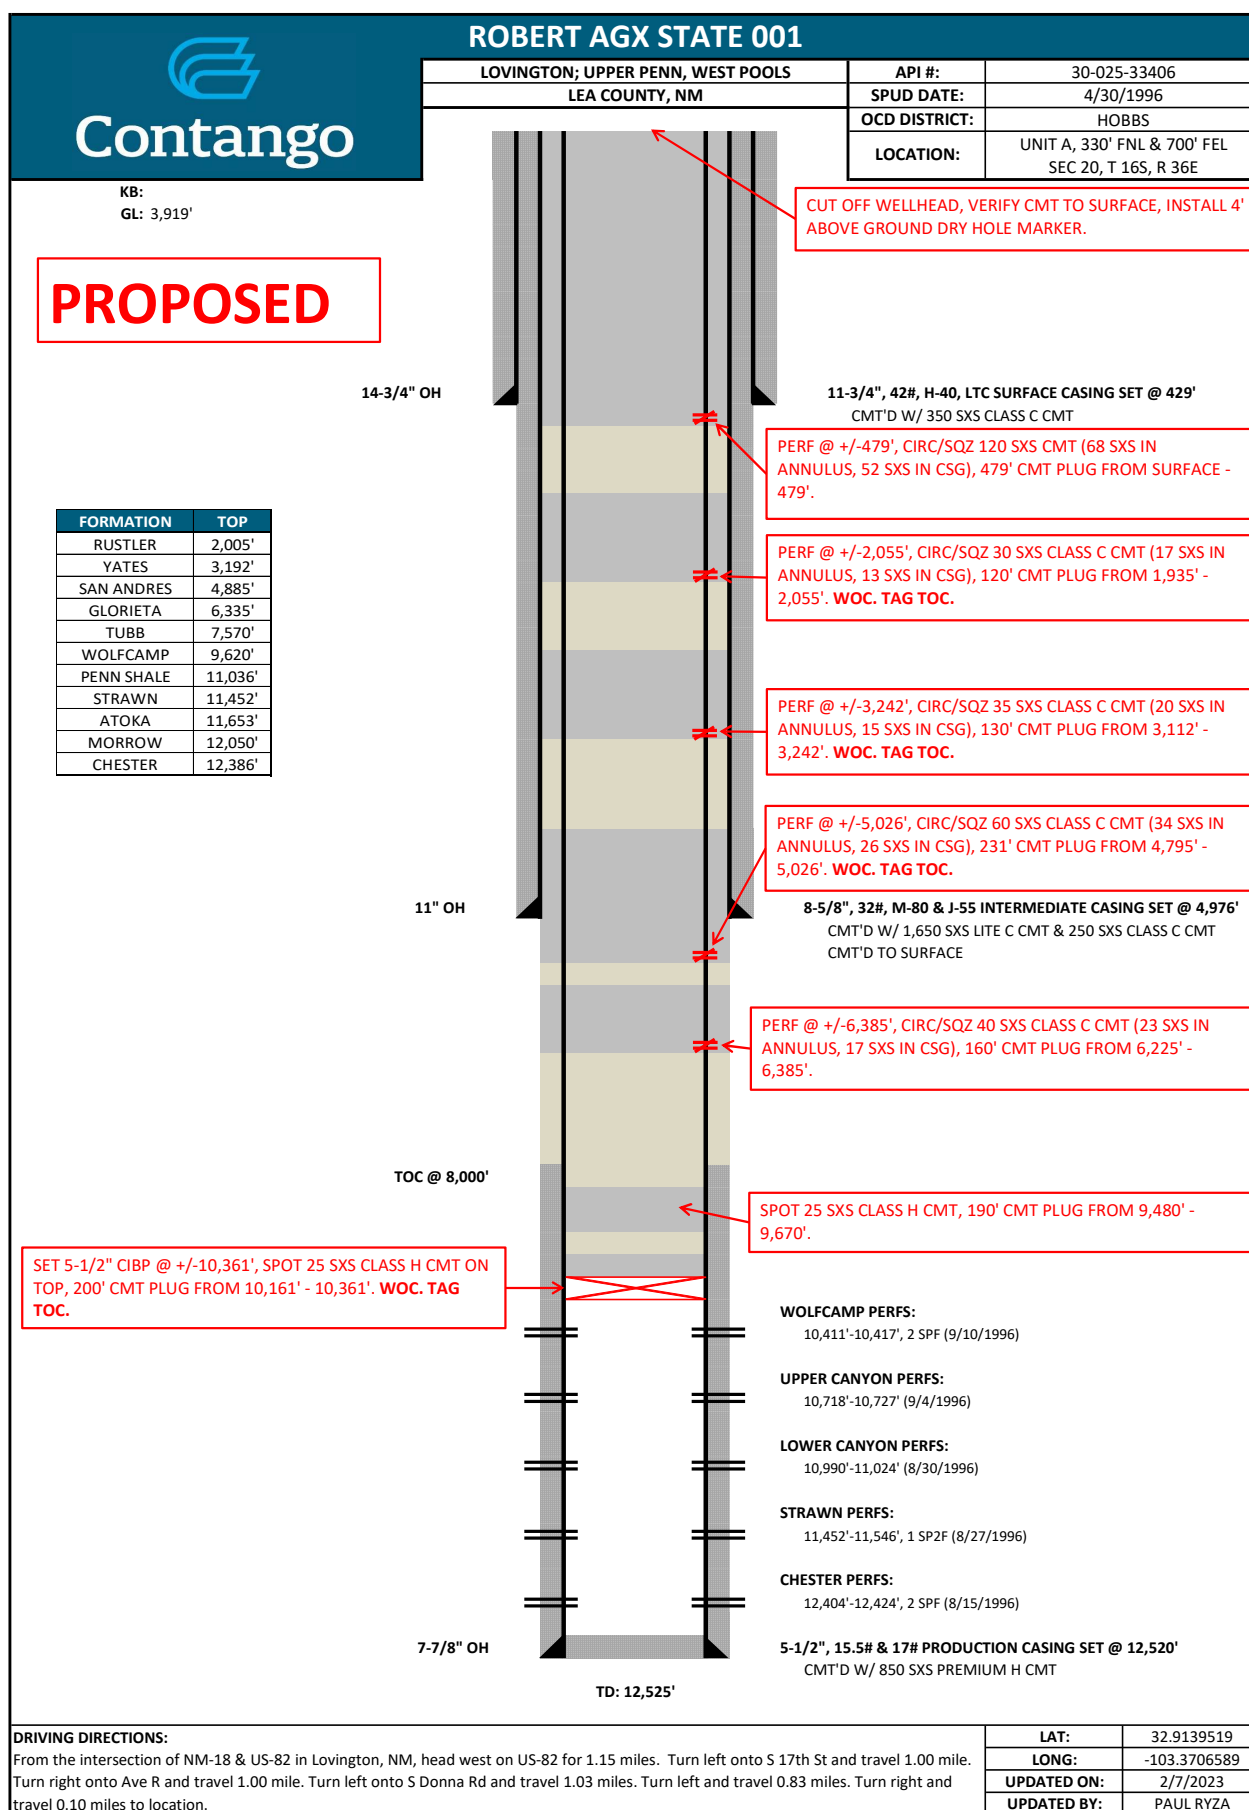 ROBERT AGX STATE 001
Contango
LOVINGTON; UPPER PENN, WEST POOLS
LEA COUNTY, NM
API #: 30-025-33406
SPUD DATE: 4/30/1996
OCD DISTRICT: HOBBS
LOCATION: UNIT A, 330' FNL & 700' FEL
SEC 20, T 16S, R 36E
KB:
GL: 3,919'
CUT OFF WELLHEAD, VERIFY CMT TO SURFACE, INSTALL 4'
ABOVE GROUND DRY HOLE MARKER.
PROPOSED
14-3/4" OH
11-3/4", 42#, H-40, LTC SURFACE CASING SET @ 429'
CMT'D W/ 350 SXS CLASS C CMT
PERF @ +/-479', CIRC/SQZ 120 SXS CMT (68 SXS IN
ANNULUS, 52 SXS IN CSG), 479' CMT PLUG FROM SURFACE -
479'.
FORMATION TOP
RUSTLER 2,005'
YATES 3,192'
SAN ANDRES 4,885'
GLORIETA 6,335'
TUBB 7,570'
WOLFCAMP 9,620'
PENN SHALE 11,036'
STRAWN 11,452'
ATOKA 11,653'
MORROW 12,050'
CHESTER 12,386'
PERF @ +/-2,055', CIRC/SQZ 30 SXS CLASS C CMT (17 SXS IN
ANNULUS, 13 SXS IN CSG), 120' CMT PLUG FROM 1,935' -
2,055'. WOC. TAG TOC.
PERF @ +/-3,242', CIRC/SQZ 35 SXS CLASS C CMT (20 SXS IN
ANNULUS, 15 SXS IN CSG), 130' CMT PLUG FROM 3,112' -
3,242'. WOC. TAG TOC.
PERF @ +/-5,026', CIRC/SQZ 60 SXS CLASS C CMT (34 SXS IN
ANNULUS, 26 SXS IN CSG), 231' CMT PLUG FROM 4,795' -
5,026'. WOC. TAG TOC.
11" OH
8-5/8", 32#, M-80 & J-55 INTERMEDIATE CASING SET @ 4,976'
CMT'D W/ 1,650 SXS LITE C CMT & 250 SXS CLASS C CMT
CMT'D TO SURFACE
PERF @ +/-6,385', CIRC/SQZ 40 SXS CLASS C CMT (23 SXS IN
ANNULUS, 17 SXS IN CSG), 160' CMT PLUG FROM 6,225' -
6,385'.
TOC @ 8,000'
SPOT 25 SXS CLASS H CMT, 190' CMT PLUG FROM 9,480' -
9,670'.
SET 5-1/2" CIBP @ +/-10,361', SPOT 25 SXS CLASS H CMT ON
TOP, 200' CMT PLUG FROM 10,161' - 10,361'. WOC. TAG
TOC.
WOLFCAMP PERFS:
10,411'-10,417', 2 SPF (9/10/1996)
UPPER CANYON PERFS:
10,718'-10,727' (9/4/1996)
LOWER CANYON PERFS:
10,990'-11,024' (8/30/1996)
STRAWN PERFS:
11,452'-11,546', 1 SP2F (8/27/1996)
CHESTER PERFS:
12,404'-12,424', 2 SPF (8/15/1996)
7-7/8" OH
5-1/2", 15.5# & 17# PRODUCTION CASING SET @ 12,520'
CMT'D W/ 850 SXS PREMIUM H CMT
TD: 12,525'
DRIVING DIRECTIONS:
From the intersection of NM-18 & US-82 in Lovington, NM, head west on US-82 for 1.15 miles. Turn left onto S 17th St and travel 1.00 mile.
Turn right onto Ave R and travel 1.00 mile. Turn left onto S Donna Rd and travel 1.03 miles. Turn left and travel 0.83 miles. Turn right and
travel 0.10 miles to location.
LAT: 32.9139519
LONG: -103.3706589
UPDATED ON: 2/7/2023
UPDATED BY: PAUL RYZA